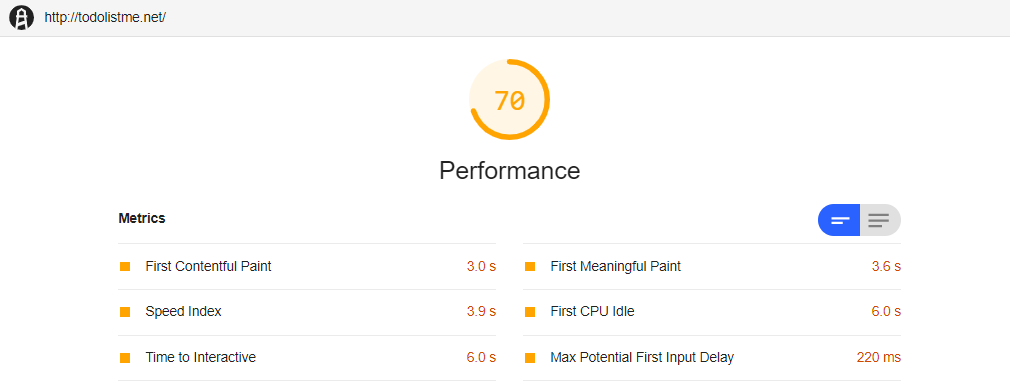 http://todolistme.net/
70
Performance
Metrics
First Contentful Paint 3.0 s
First Meaningful Paint 3.6 s
Speed Index 3.9 s
First CPU Idle 6.0 s
Time to Interactive 6.0 s
Max Potential First Input Delay 220 ms